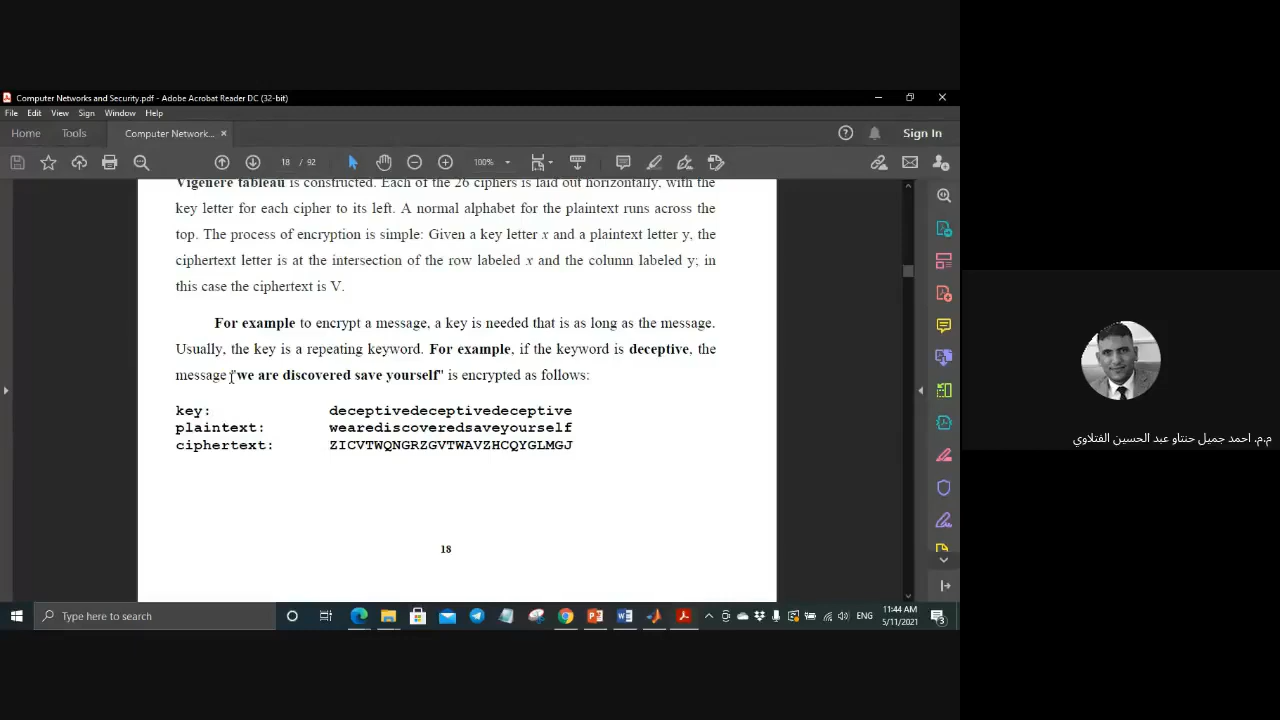 Computer Networks and Security.pdf - Adobe Acrobat Reader DC (32-bit)
File Edit View Sign Window Help
Home Tools Computer Network... × Sign In
18 / 92 100%
Vigenère tableau is constructed. Each of the 26 ciphers is laid out horizontally, with the
key letter for each cipher to its left. A normal alphabet for the plaintext runs across the
top. The process of encryption is simple: Given a key letter x and a plaintext letter y, the
ciphertext letter is at the intersection of the row labeled x and the column labeled y; in
this case the ciphertext is V.
For example to encrypt a message, a key is needed that is as long as the message.
Usually, the key is a repeating keyword. For example, if the keyword is deceptive, the
message "we are discovered save yourself" is encrypted as follows:
key: deceptivedeceptivedeceptive
plaintext: wearediscoveredsaveyourself
ciphertext: ZICVTWQNGRZGVTWAVZHCQYGLMGJ
18
م.م. احمد جميل حنتاو عبد الحسين الفتلاوي
Type here to search
ENG
11:44 AM
5/11/2021
3